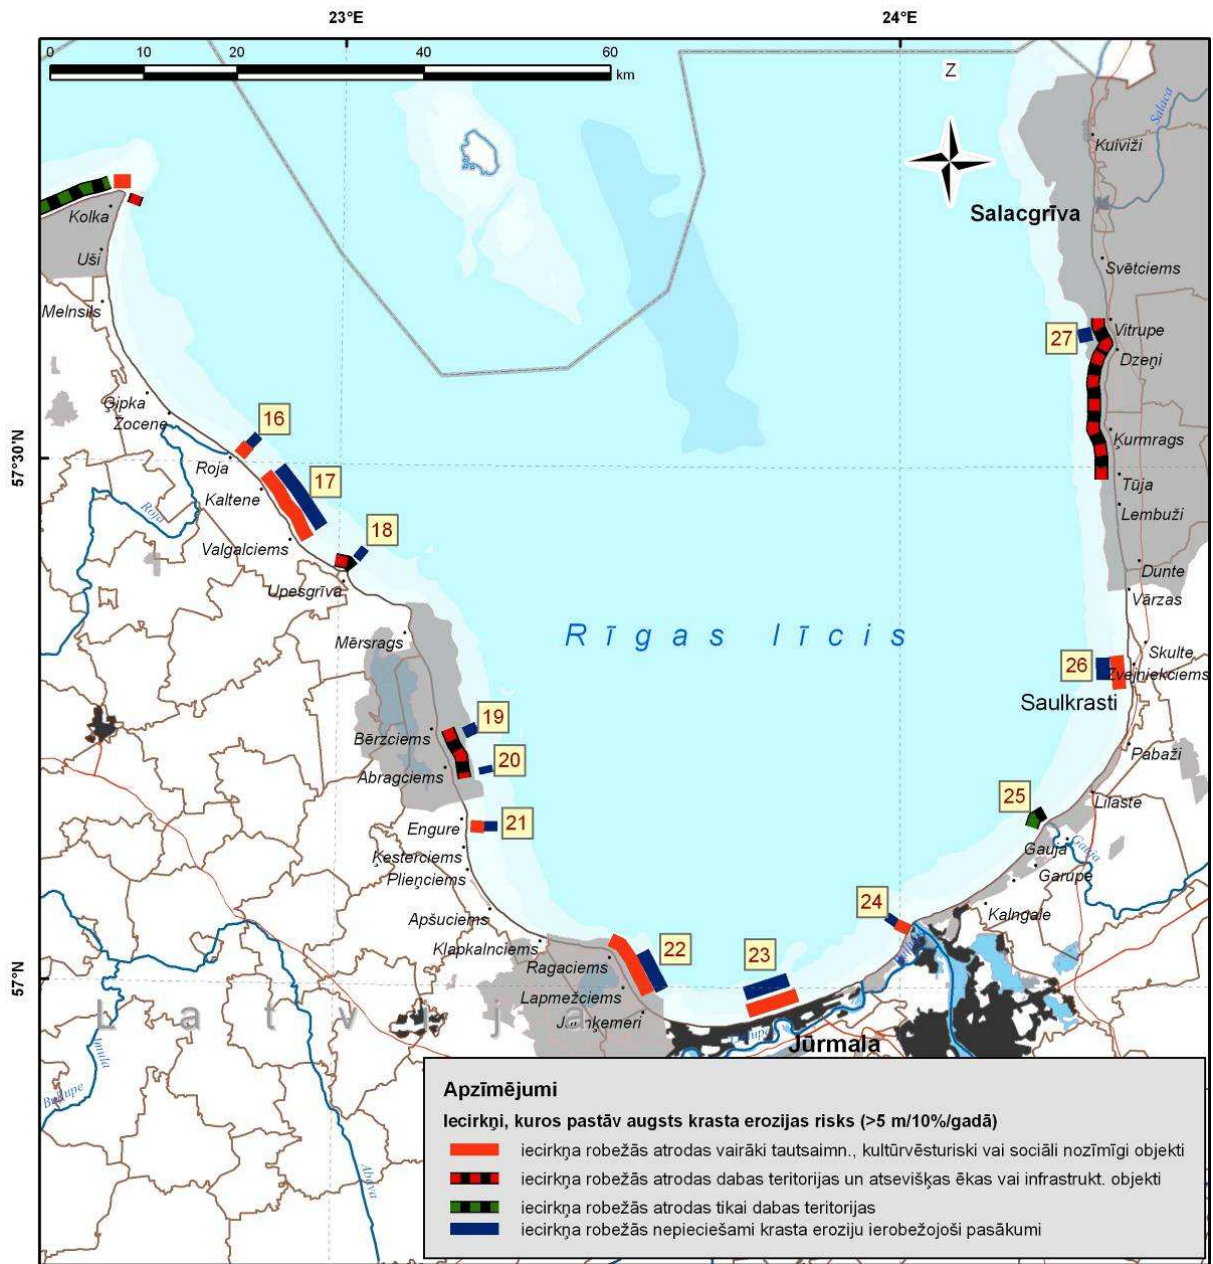 23°E
24°E
0 10 20 40 60
km
Z
Salaca
Kuiviži
Salacgrīva
Kolka
Uši
Svētciems
Melnsils
Vitrupe
27
Dzeņi
Ģipka
Žocene
16
Ķurmrags
57°30'N
Roja
17
Kaltene
Tūja
Roja
Lembuži
18
Valgalciems
Dunte
Upesgrīva
Vārzas
Rīgas līcis
Mērsrags
Skulte
26
Zvejniekciems
Saulkrasti
19
Bērzciems
Pabaži
20
Abragciems
25
Lilaste
21
Engure
Gauja
Gauja
Ķesterciems
Garupe
Plieņciems
24
Kalngale
Apšuciems
Klapkalnciems
22
Ragaciems
23
57°N
Lapmežciems
Latvija
Jaunķemeri
Jūrmala
Imula
Abava
Apzīmējumi
Iecirkņi, kuros pastāv augsts krasta erozijas risks (>5 m/10%/gadā)
iecirkņa robežās atrodas vairāki tautsaimn., kultūrvēsturiski vai sociāli nozīmīgi objekti
iecirkņa robežās atrodas dabas teritorijas un atsevišķas ēkas vai infrastrukt. objekti
iecirkņa robežās atrodas tikai dabas teritorijas
iecirkņa robežās nepieciešami krasta eroziju ierobežojoši pasākumi